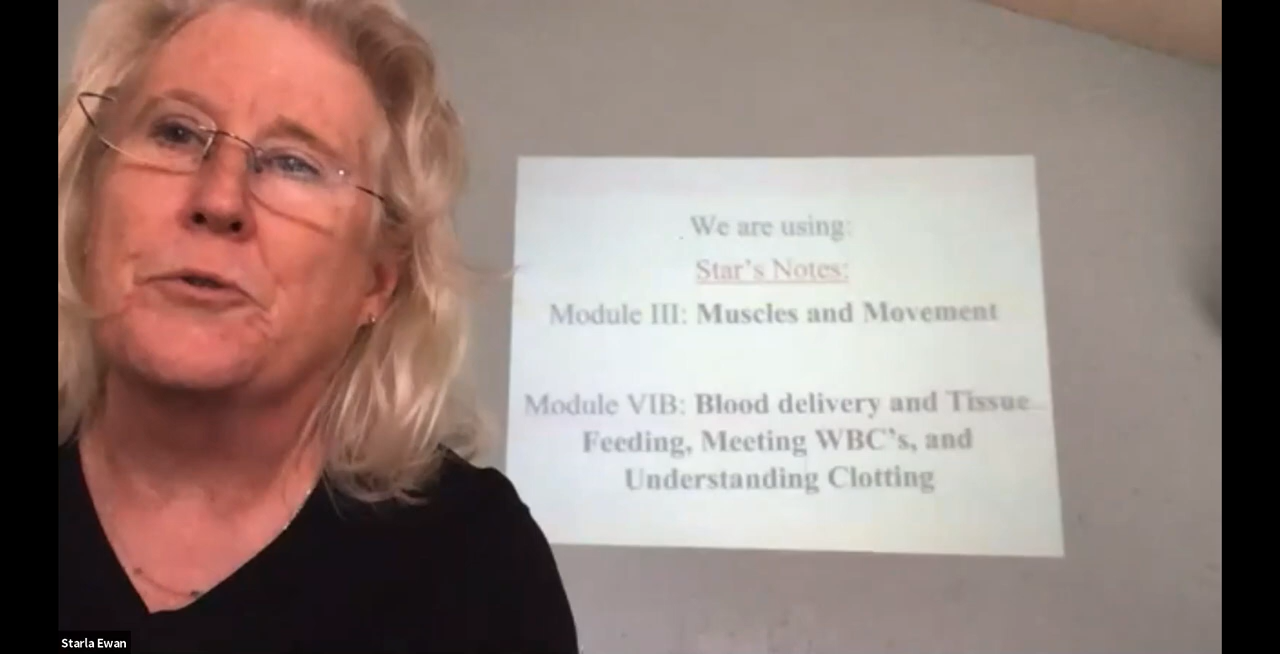 We are using:
Star's Notes:
Module III: Muscles and Movement
Module VIB: Blood delivery and Tissue
Feeding, Meeting WBC's, and
Understanding Clotting
Starla Ewan